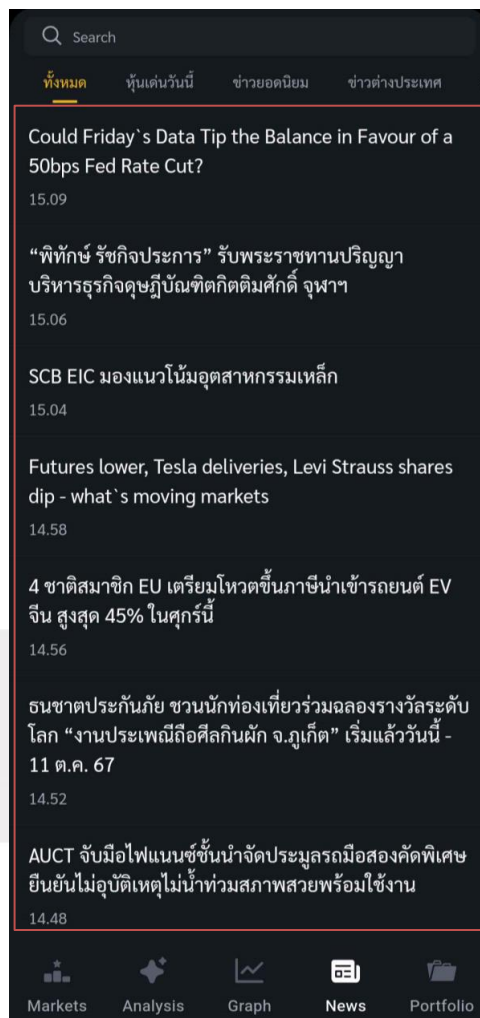 Search
ทั้งหมด หุ้นเด่นวันนี้ ข่าวยอดนิยม ข่าวต่างประเทศ
Could Friday`s Data Tip the Balance in Favour of a
50bps Fed Rate Cut?
15.09
“พิทักษ์ รัชกิจประการ” รับพระราชทานปริญญา
บริหารธุรกิจดุษฎีบัณฑิตกิตติมศักดิ์ จุฬาฯ
15.06
SCB EIC มองแนวโน้มอุตสาหกรรมเหล็ก
15.04
Futures lower, Tesla deliveries, Levi Strauss shares
dip - what`s moving markets
14.58
4 ชาติสมาชิก EU เตรียมโหวตขึ้นภาษีนำเข้ารถยนต์ EV
จีน สูงสุด 45% ในศุกร์นี้
14.56
ธนชาตประกันภัย ชวนนักท่องเที่ยวร่วมฉลองรางวัลระดับ
โลก “งานประเพณีถือศีลกินผัก จ.ภูเก็ต” เริ่มแล้ววันนี้ -
11 ต.ค. 67
14.52
AUCT จับมือไฟแนนซ์ชั้นนำจัดประมูลรถมือสองคัดพิเศษ
ยืนยันไม่อุบัติเหตุไม่น้ำท่วมสภาพสวยพร้อมใช้งาน
14.48
Markets Analysis Graph News Portfolio